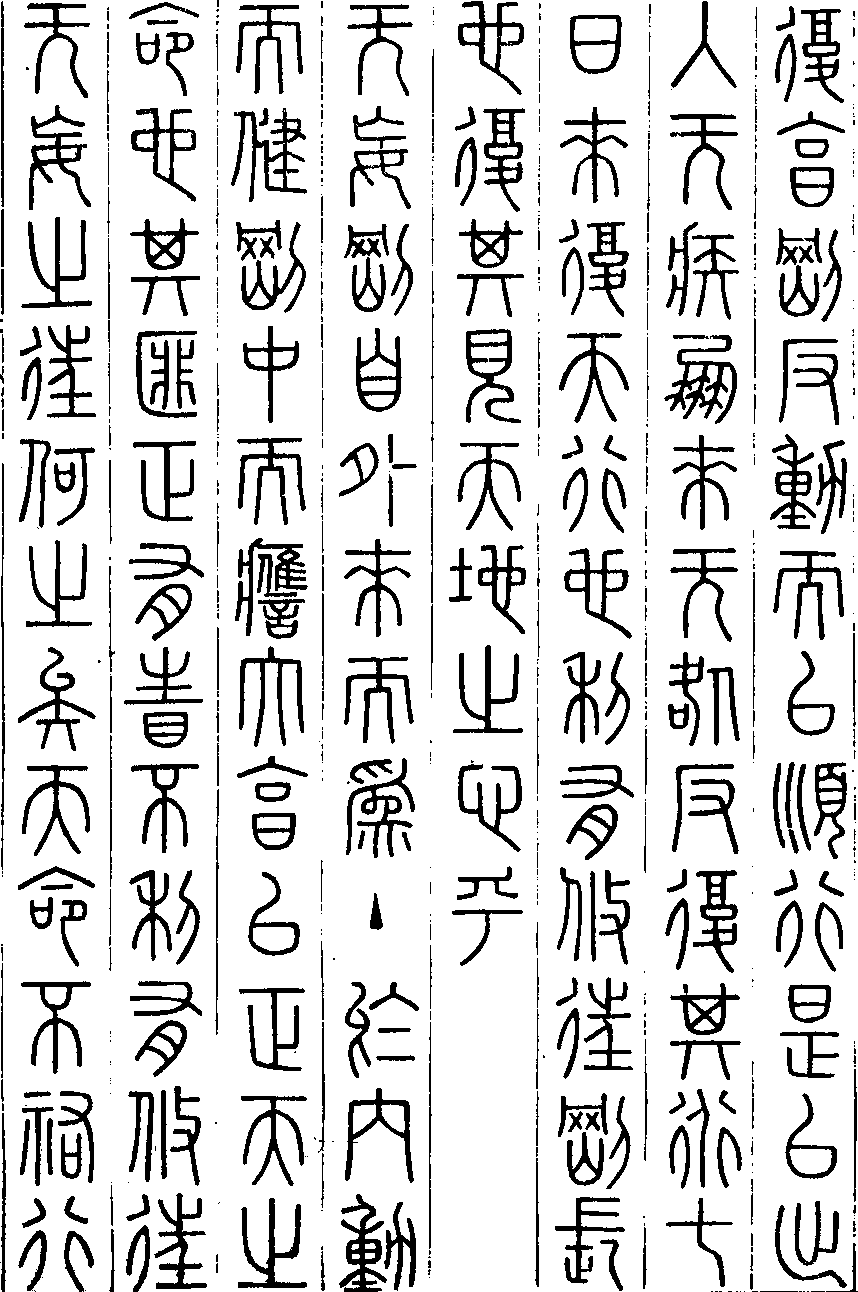 復亨剛反動而以順行是以出
入无疾朋來无咎反復其道七
日來復天行也利有攸往剛長
也復其見天地之心乎
无妄剛自外來而爲主於內動
而健剛中而應大亨以正天之
命也其匪正有眚不利有攸往
无妄之往何之矣天命不祐行